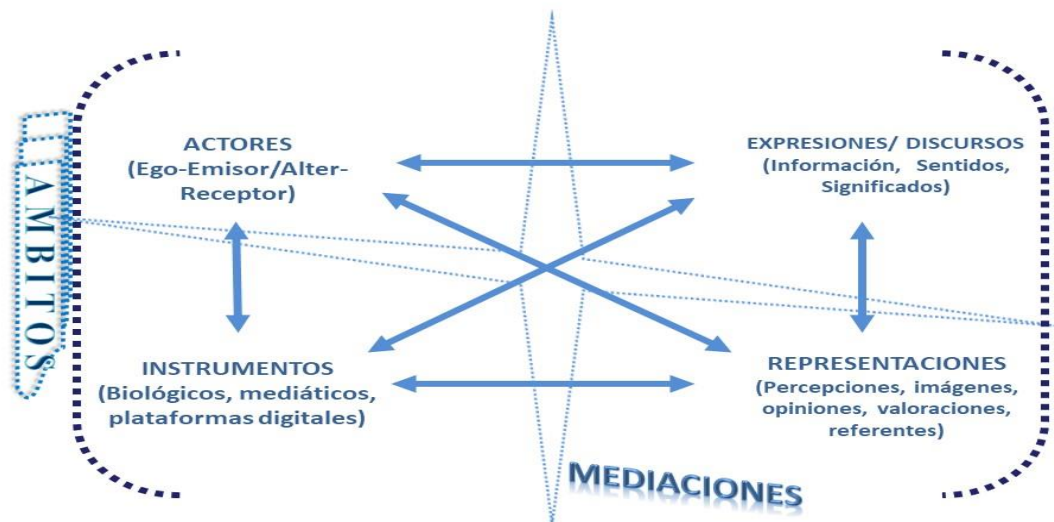 ACTORES
(Ego-Emisor/Alter-
Receptor)
EXPRESIONES/ DISCURSOS
(Información, Sentidos,
Significados)
AMBITOS
INSTRUMENTOS
(Biológicos, mediáticos,
plataformas digitales)
REPRESENTACIONES
(Percepciones, imágenes,
opiniones, valoraciones,
referentes)
MEDIACIONES